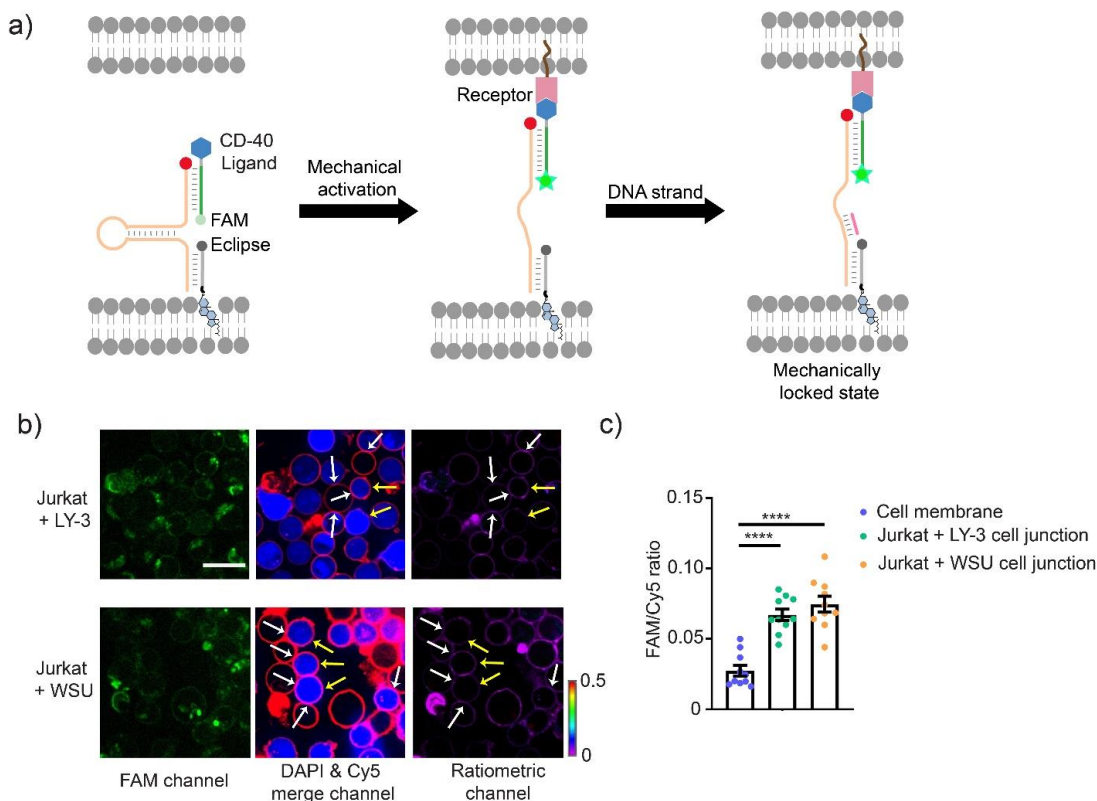 a)
CD-40
Ligand
FAM
Eclipse
Mechanical
activation
Receptor
DNA strand
Mechanically
locked state
b)
Jurkat
+ LY-3
Jurkat
+ WSU
0.5
0
FAM channel
DAPI & Cy5
merge channel
Ratiometric
channel
c)
FAM/Cy5 ratio
0.15
0.10
0.05
0
****
****
Cell membrane
Jurkat + LY-3 cell junction
Jurkat + WSU cell junction